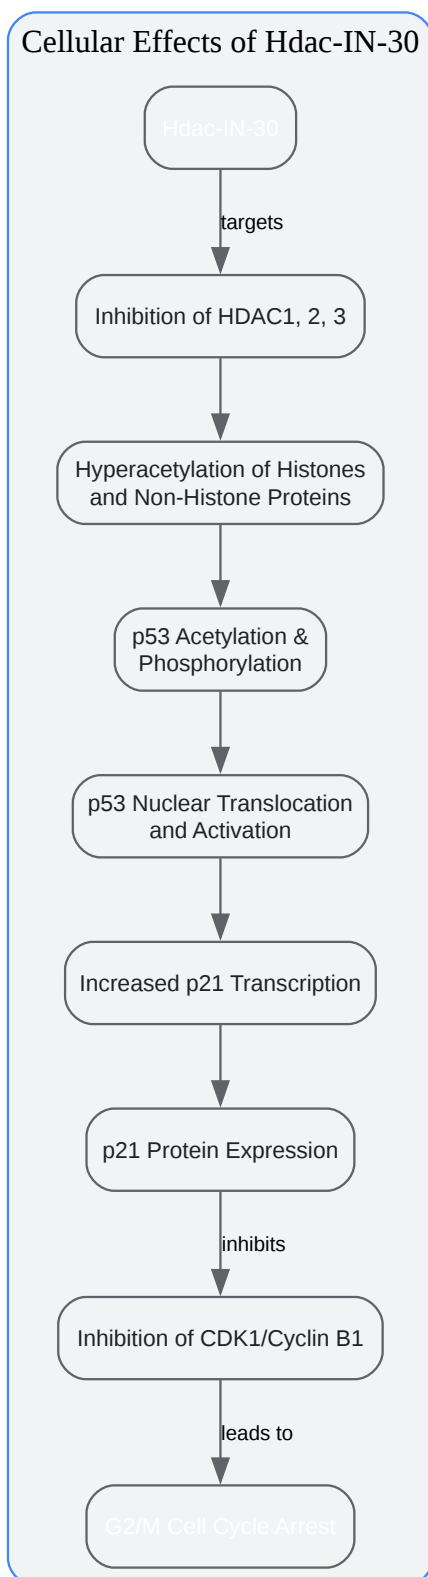 Cellular Effects of Hdac-IN-30
Hdac-IN-30
targets
Inhibition of HDAC1, 2, 3
Hyperacetylation of Histones
and Non-Histone Proteins
p53 Acetylation &
Phosphorylation
p53 Nuclear Translocation
and Activation
Increased p21 Transcription
p21 Protein Expression
inhibits
Inhibition of CDK1/Cyclin B1
leads to
G2/M Cell Cycle Arrest